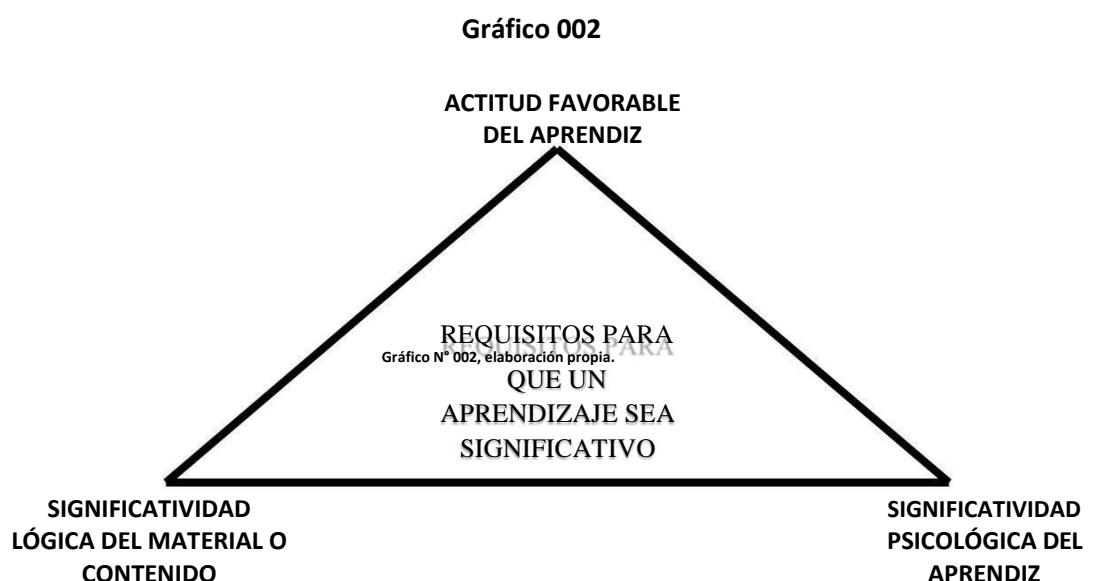 Gráfico 002
ACTITUD FAVORABLE
DEL APRENDIZ
REQUISITOS PARA
Gráfico N° 002, elaboración propia.
QUE UN
APRENDIZAJE SEA
SIGNIFICATIVO
SIGNIFICATIVIDAD
LÓGICA DEL MATERIAL O
CONTENIDO
SIGNIFICATIVIDAD
PSICOLÓGICA DEL
APRENDIZ